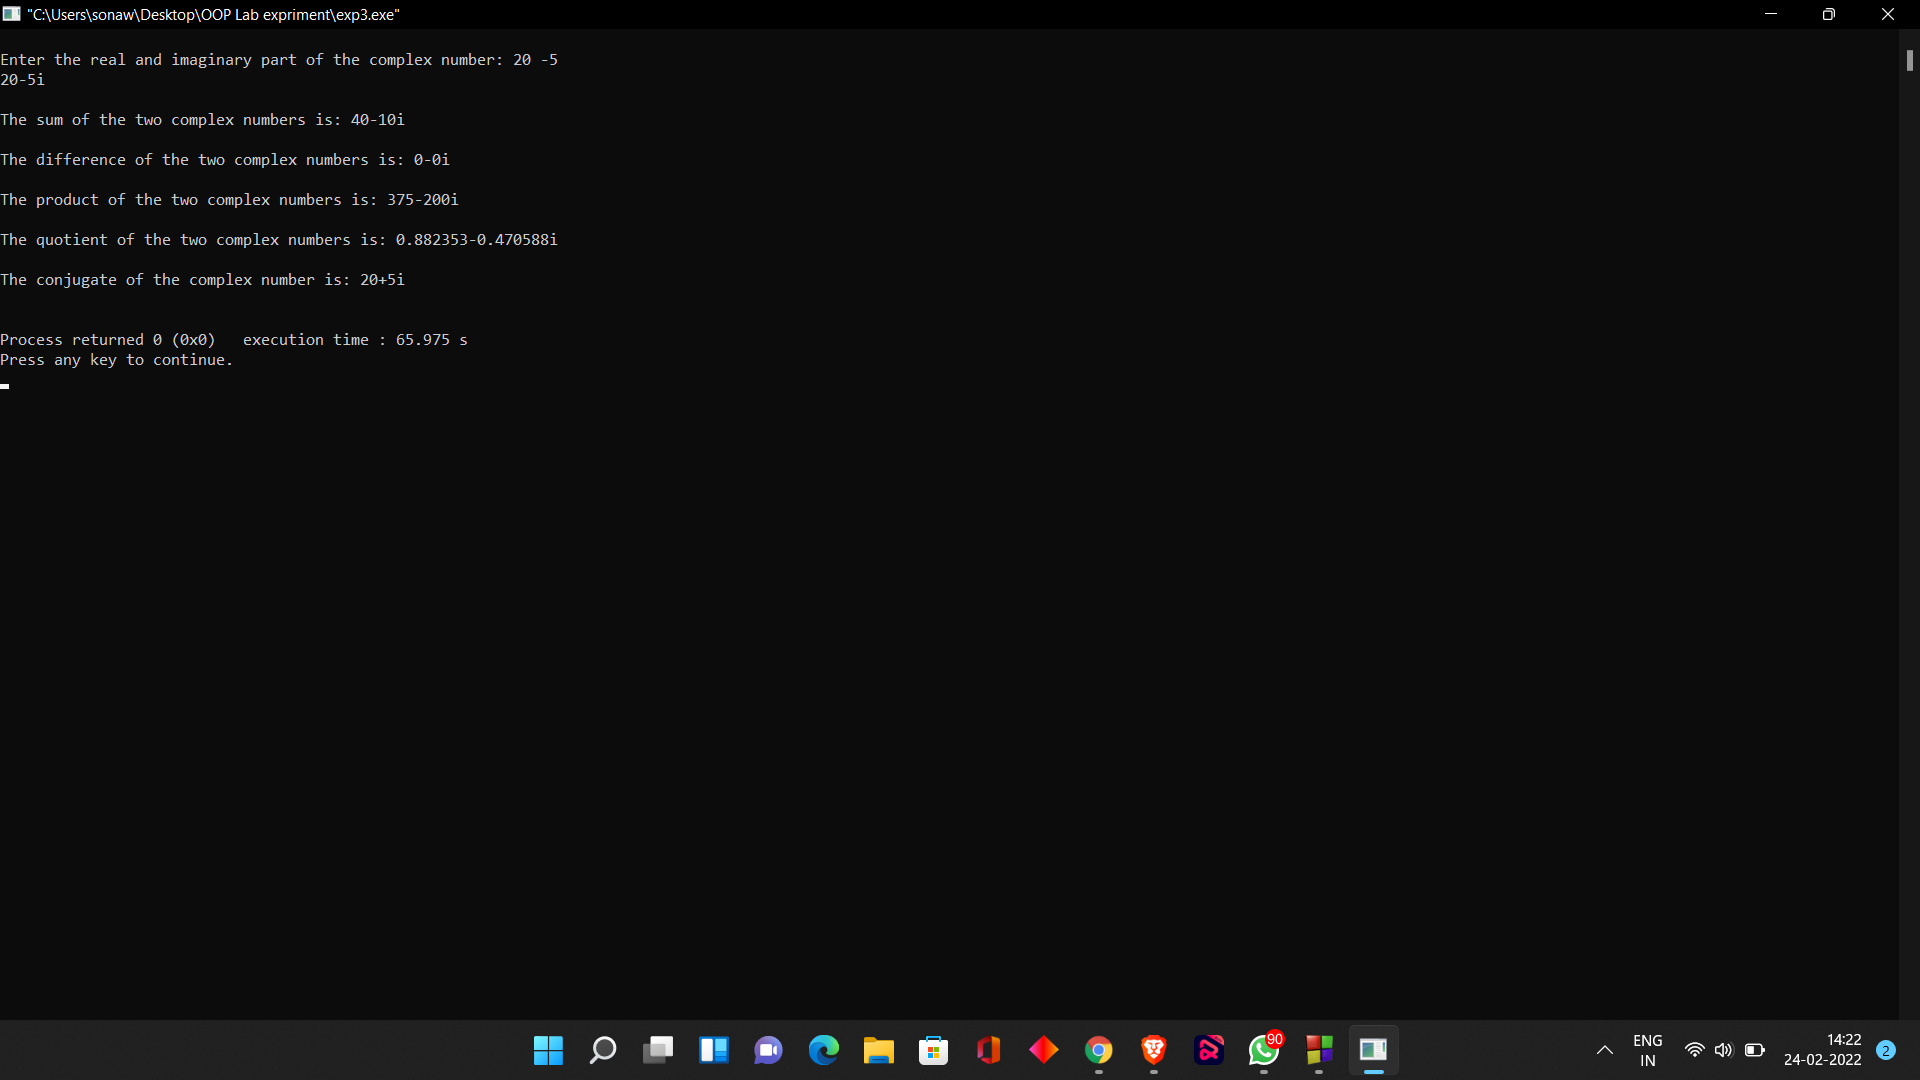 "C:\Users\sonaw\Desktop\OOP Lab expriment\exp3.exe"
Enter the real and imaginary part of the complex number: 20 -5
20-5i
The sum of the two complex numbers is: 40-10i
The difference of the two complex numbers is: 0-0i
The product of the two complex numbers is: 375-200i
The quotient of the two complex numbers is: 0.882353-0.470588i
The conjugate of the complex number is: 20+5i
Process returned 0 (0x0)   execution time : 65.975 s
Press any key to continue.
90
ENG
IN
14:22
24-02-2022
2